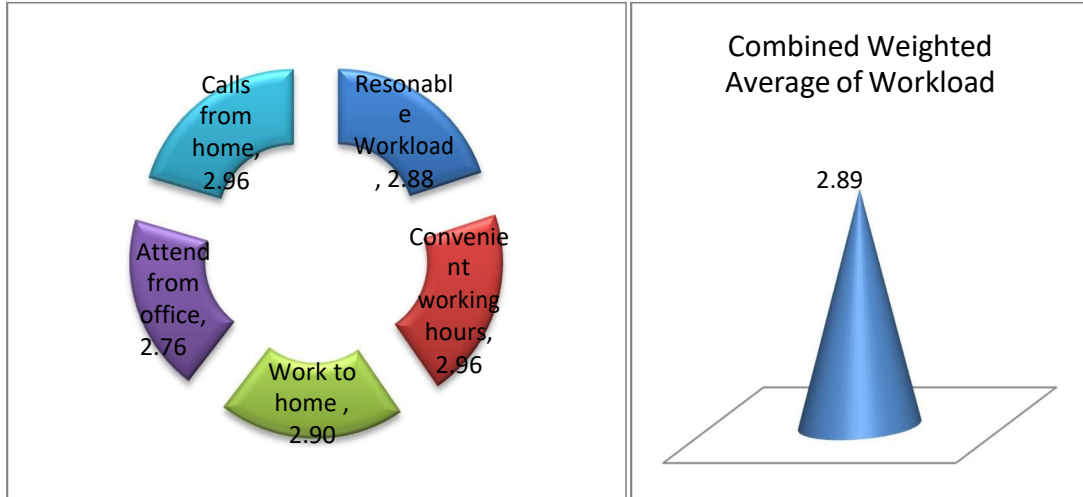 Calls
from
home,
2.96
Resonabl
e
Workload
, 2.88
Attend
from
office,
2.76
Convenie
nt
working
hours,
2.96
Work to
home ,
2.90
Combined Weighted
Average of Workload
2.89